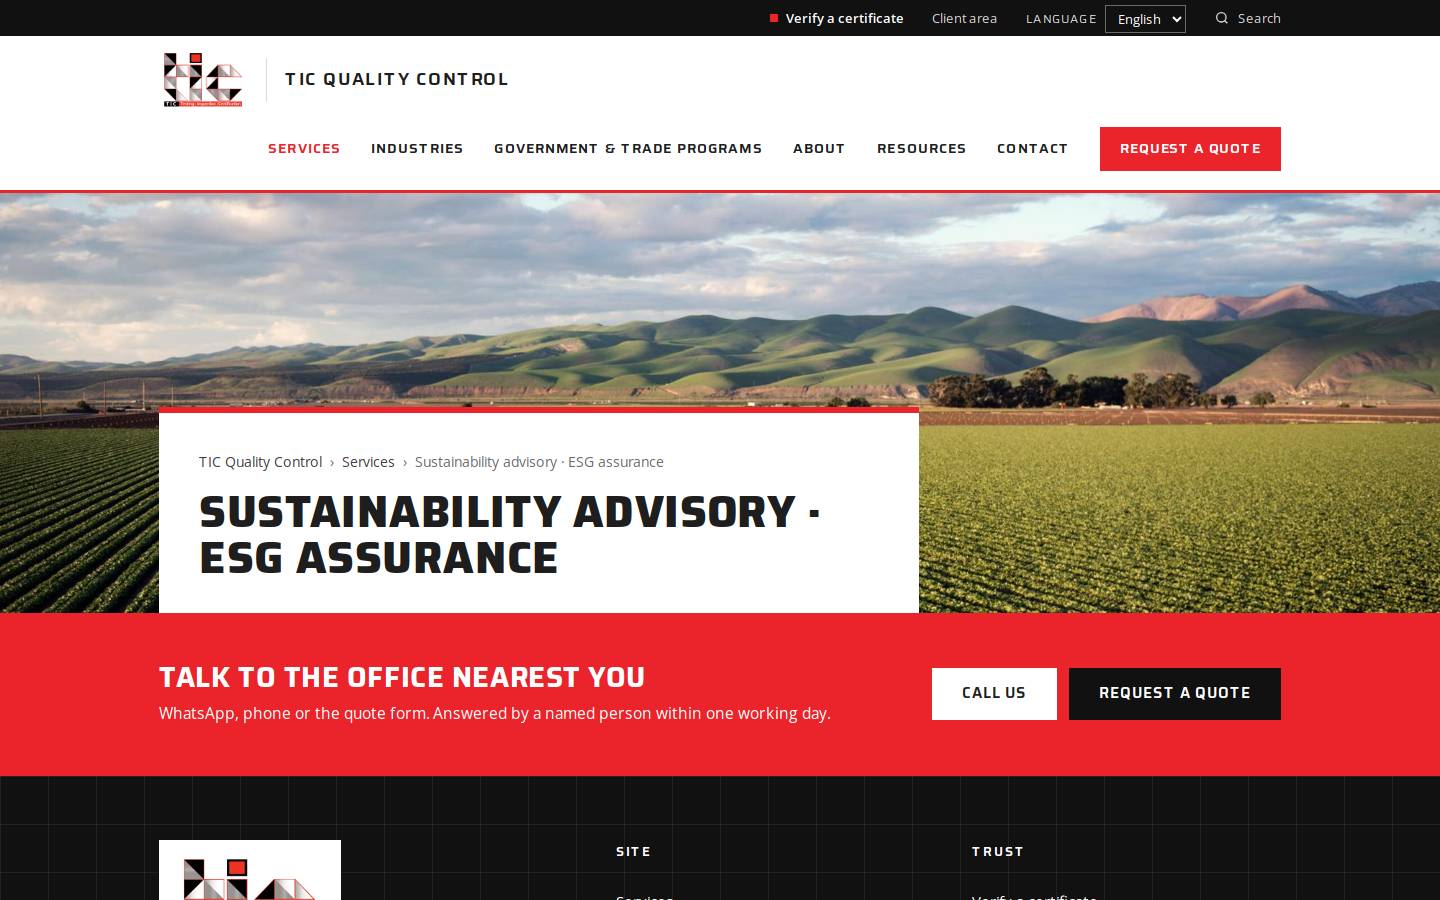 Verify a certificate
Client area
LANGUAGE
English
Search
TIC QUALITY CONTROL
SERVICES
INDUSTRIES
GOVERNMENT & TRADE PROGRAMS
ABOUT
RESOURCES
CONTACT
REQUEST A QUOTE
TIC Quality Control › Services › Sustainability advisory · ESG assurance
SUSTAINABILITY ADVISORY ·
ESG ASSURANCE
TALK TO THE OFFICE NEAREST YOU
WhatsApp, phone or the quote form. Answered by a named person within one working day.
CALL US
REQUEST A QUOTE
SITE
TRUST
Services
Verify a certificate